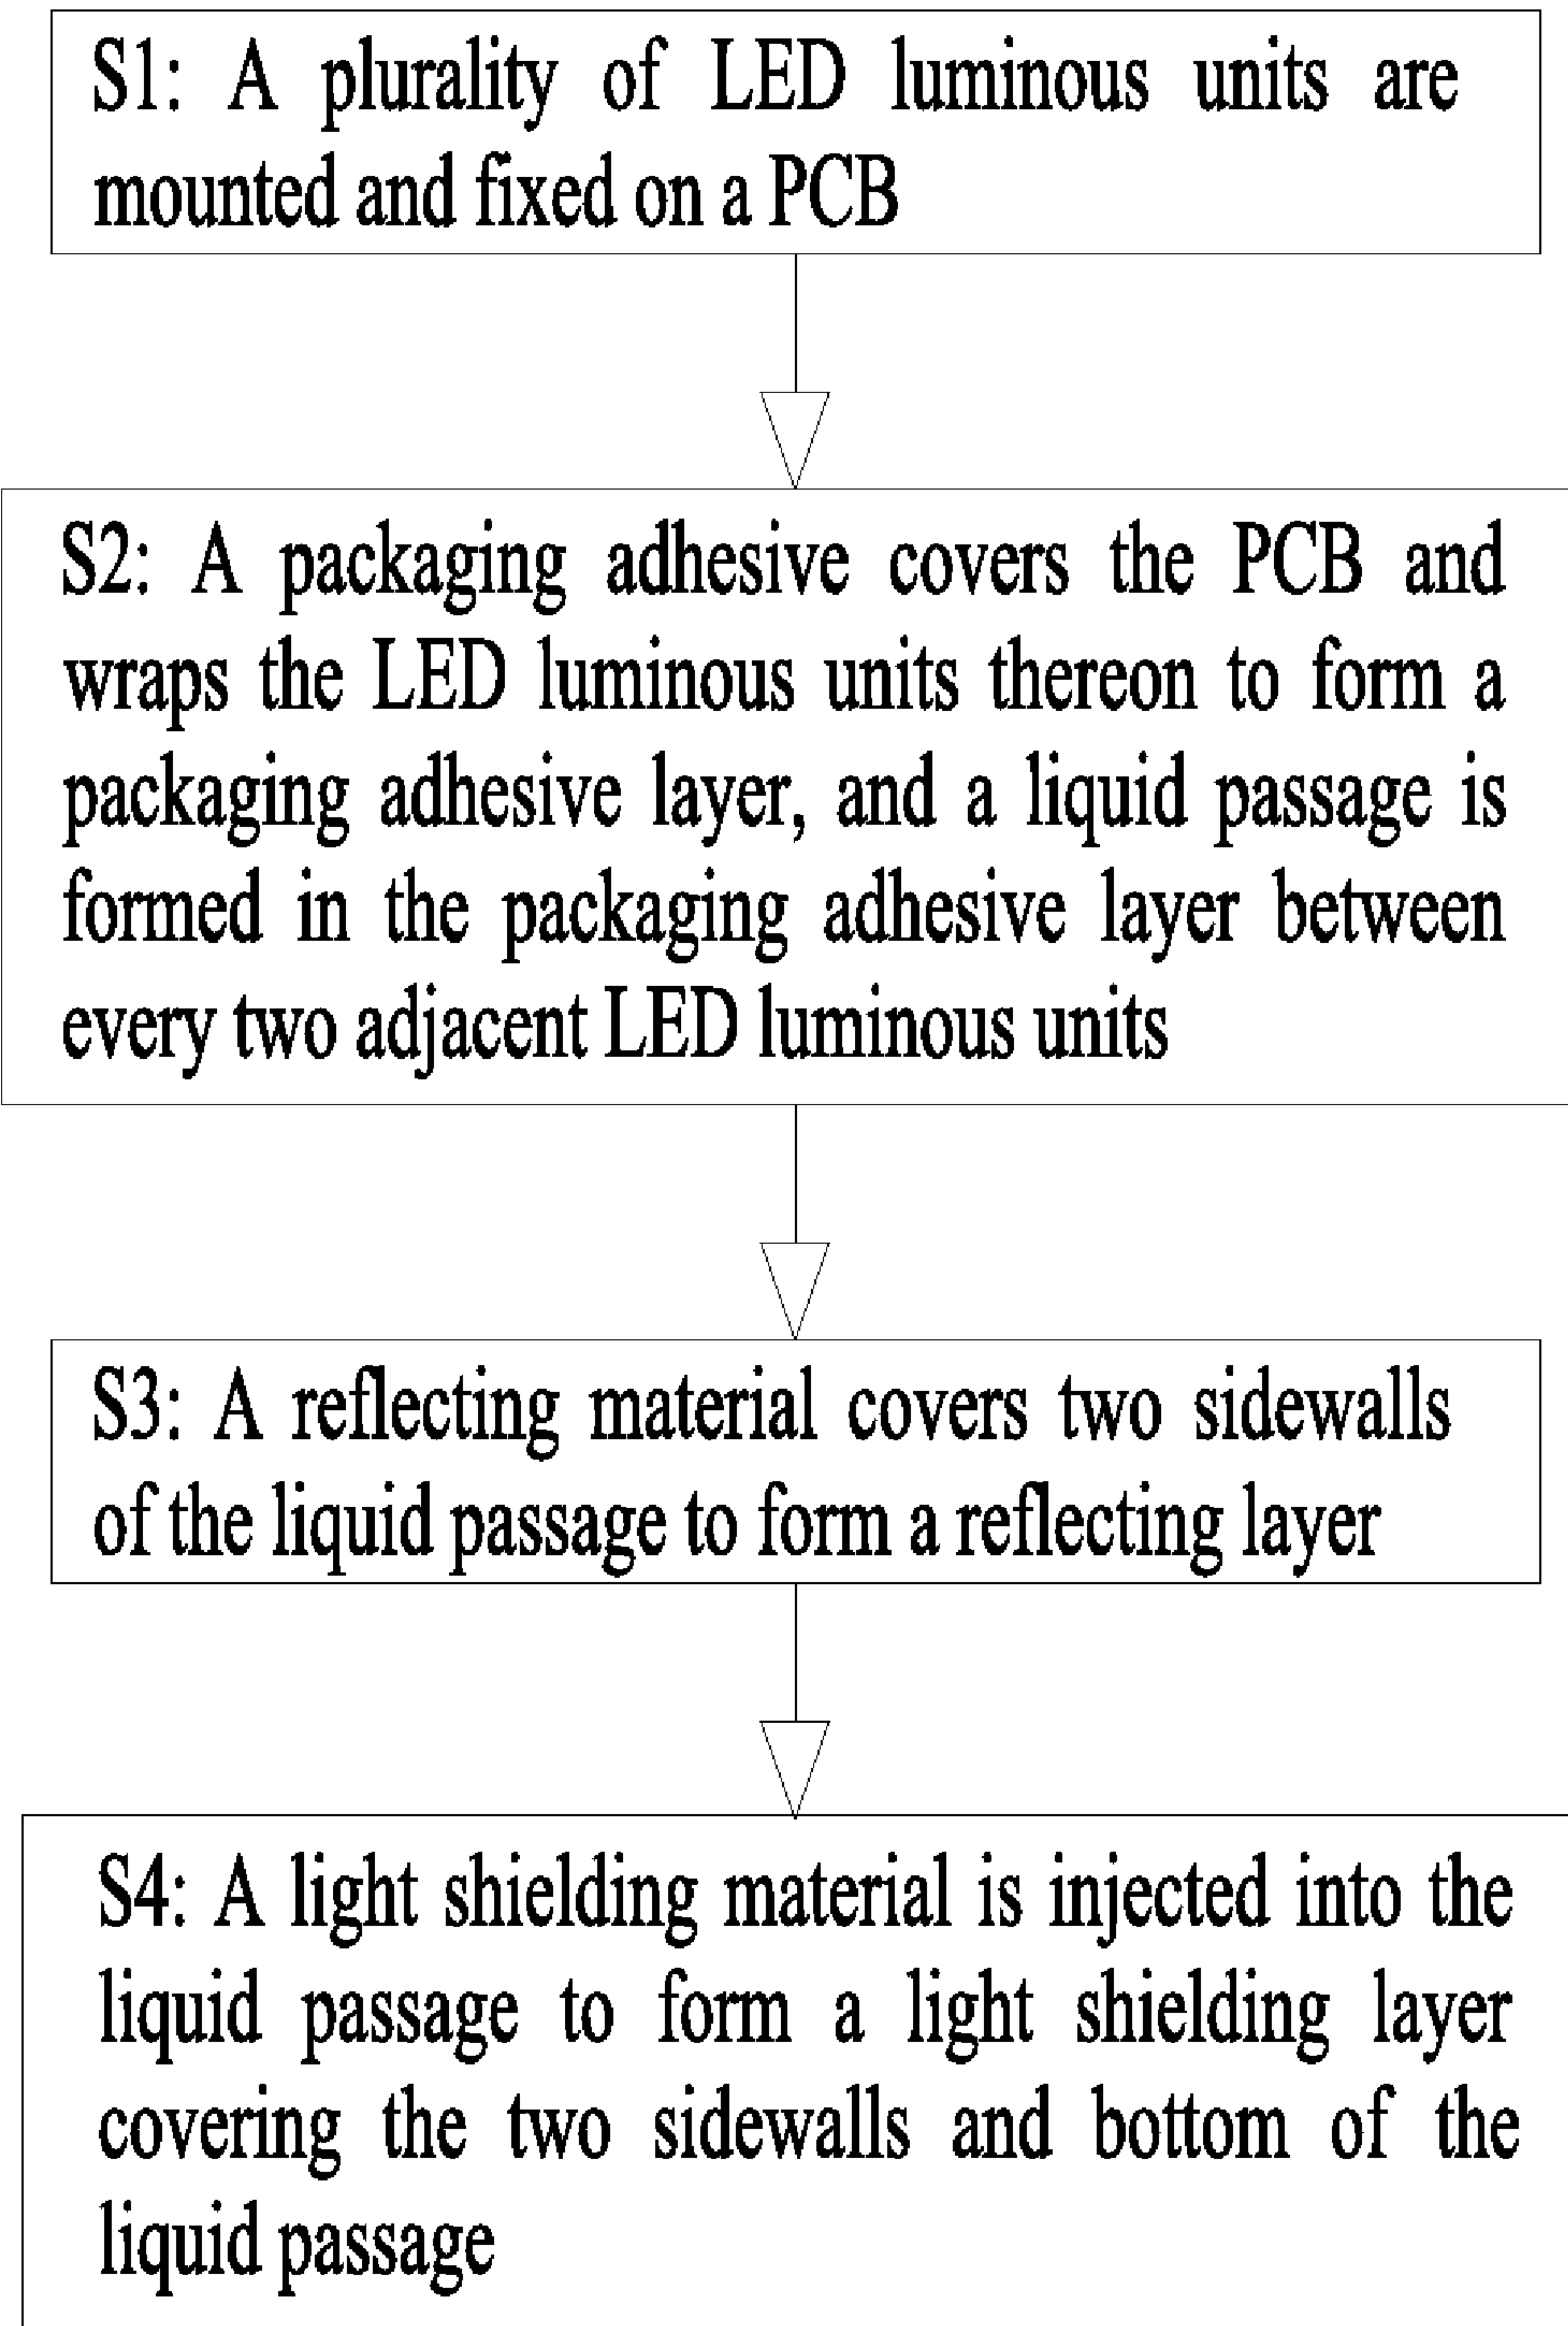 S1: A plurality of LED luminous units are
mounted and fixed on a PCB
S2: A packaging adhesive covers the PCB and
wraps the LED luminous units thereon to form a
packaging adhesive layer, and a liquid passage is
formed in the packaging adhesive layer between
every two adjacent LED luminous units
S3: A reflecting material covers two sidewalls
of the liquid passage to form a reflecting layer
S4: A light shielding material is injected into the
liquid passage to form a light shielding layer
covering the two sidewalls and bottom of the
liquid passage